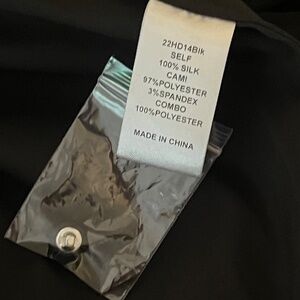 22HD14Blk
SELF
100% SILK
CAMI
97%POLYESTER
3%SPANDEX
COMBO
100%POLYESTER
MADE IN CHINA